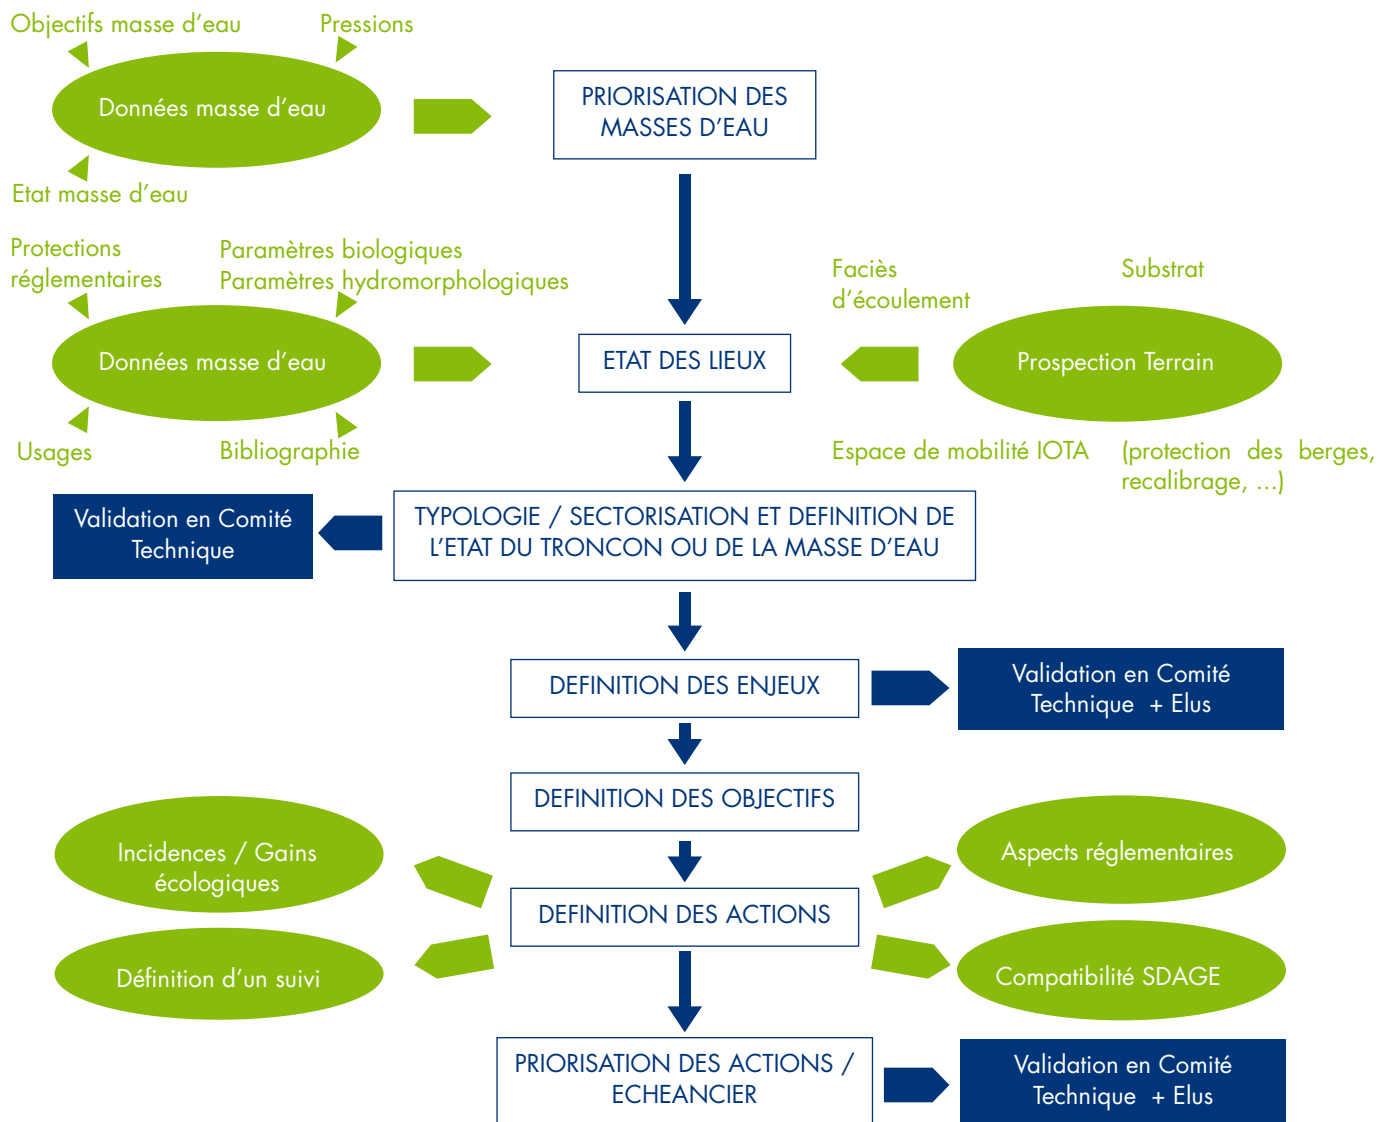 Objectifs masse d'eau
Pressions
Données masse d'eau
Etat masse d'eau
PRIORISATION DES
MASSES D'EAU
Protections
réglementaires
Paramètres biologiques
Paramètres hydromorphologiques
Données masse d'eau
Usages
Bibliographie
ETAT DES LIEUX
Faciès
d'écoulement
Substrat
Prospection Terrain
Espace de mobilité IOTA
(protection des berges,
recalibrage, ...)
Validation en Comité
Technique
TYPOLOGIE / SECTORISATION ET DEFINITION DE
L'ETAT DU TRONCON OU DE LA MASSE D'EAU
DEFINITION DES ENJEUX
Validation en Comité
Technique + Elus
DEFINITION DES OBJECTIFS
Incidences / Gains
écologiques
Aspects réglementaires
DEFINITION DES ACTIONS
Définition d'un suivi
Compatibilité SDAGE
PRIORISATION DES ACTIONS /
ECHEANCIER
Validation en Comité
Technique + Elus